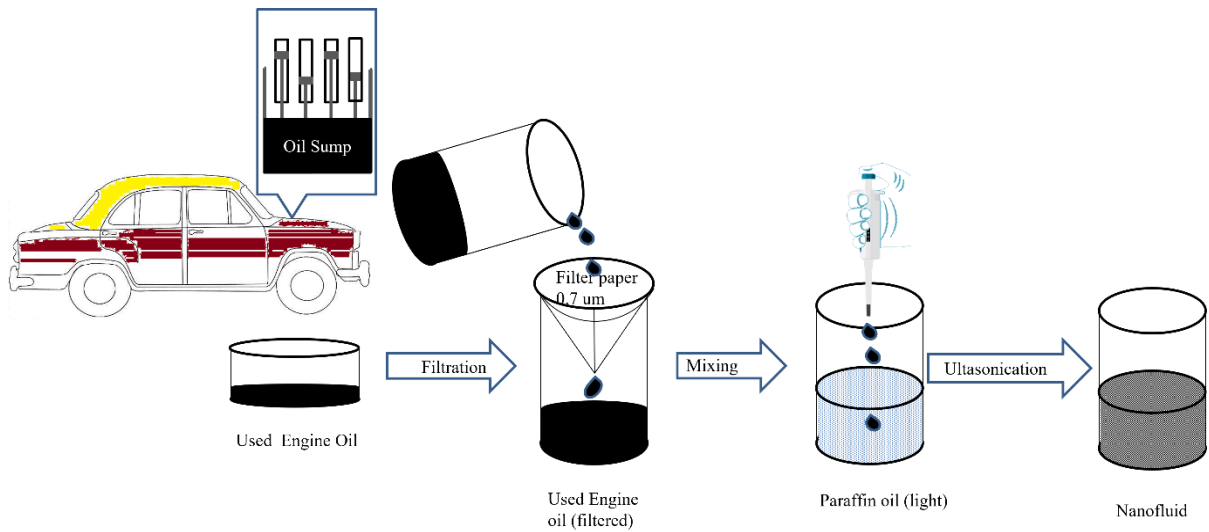 Oil Sump
Filter paper
0.7 um
Filtration
Mixing
Ultasonication
Used Engine Oil
Used Engine
oil (filtered)
Paraffin oil (light)
Nanofluid